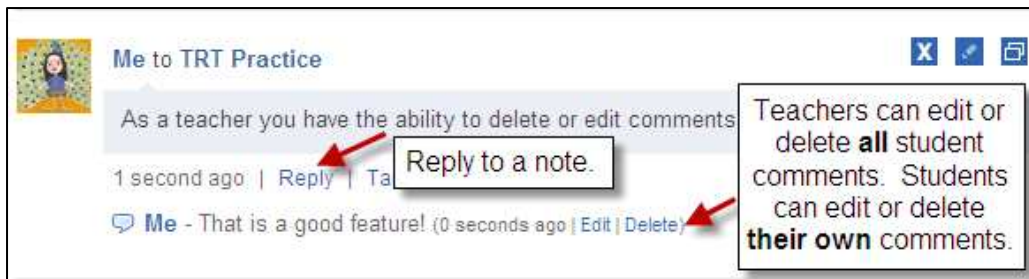 Me to TRT Practice
X
As a teacher you have the ability to delete or edit comments
Teachers can edit or
delete all student
comments. Students
can edit or delete
their own comments.
1 second ago | Reply |
Reply to a note.
Me - That is a good feature! (0 seconds ago | Edit | Delete)